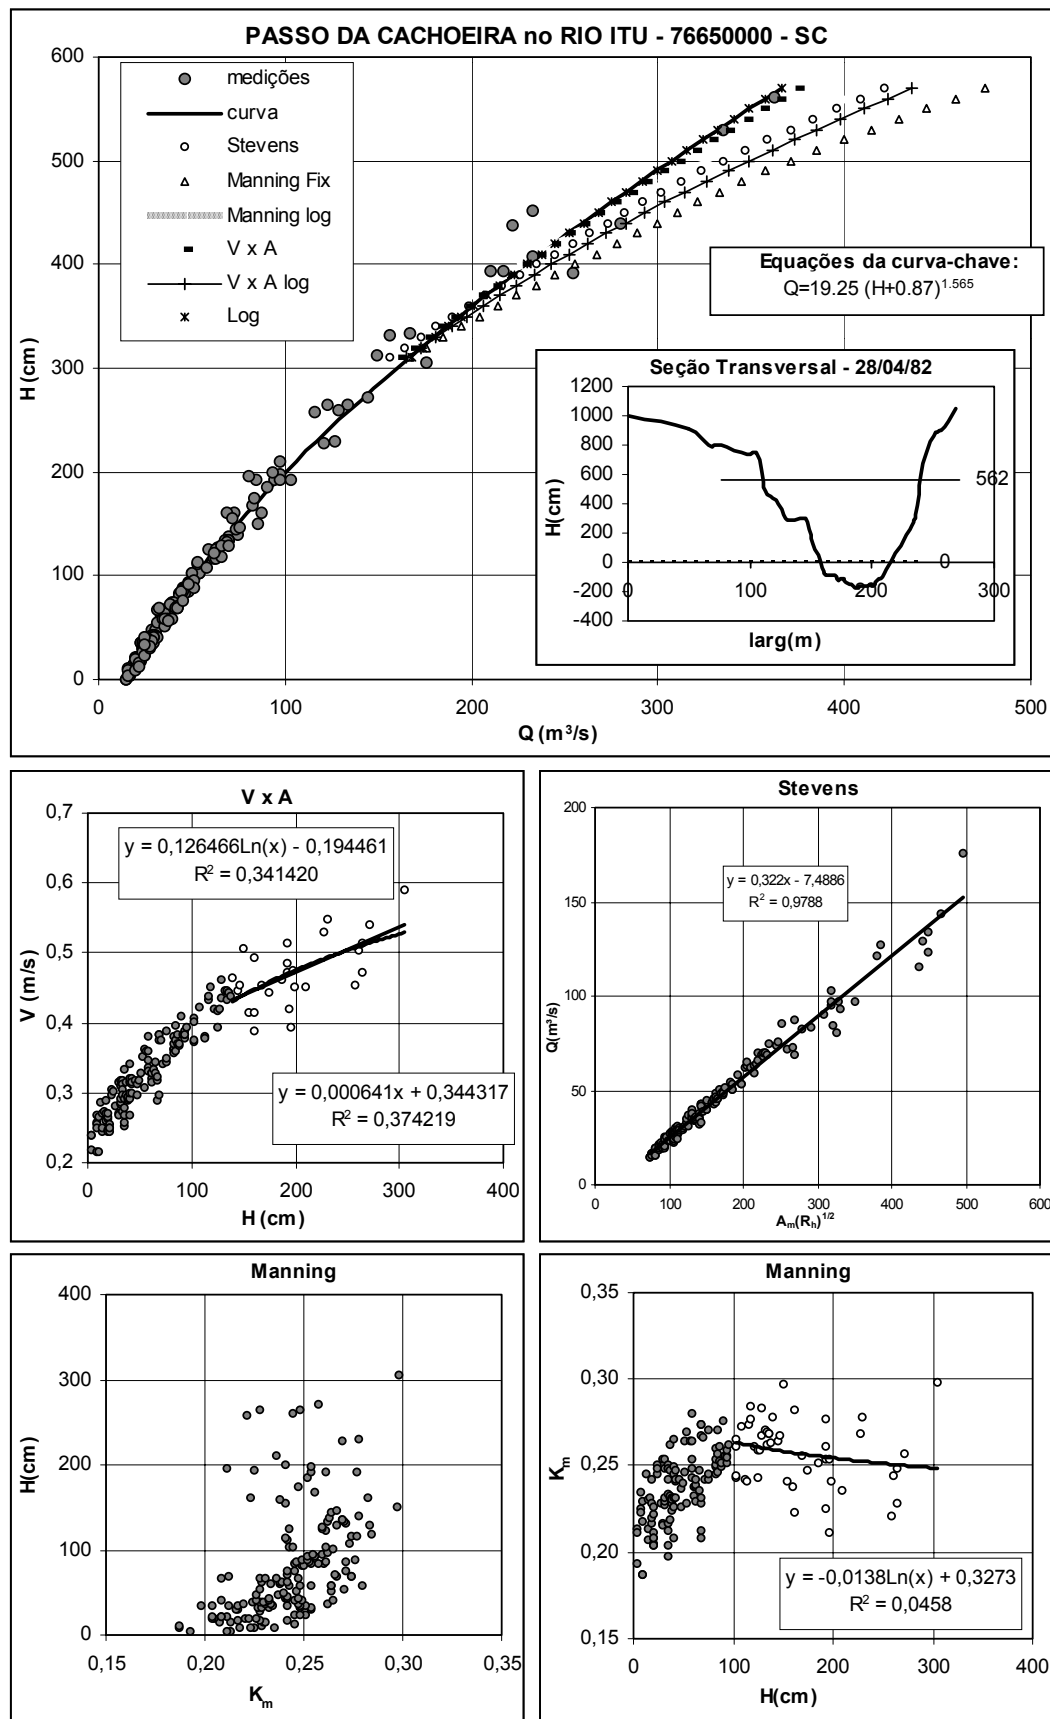 PASSO DA CACHOEIRA no RIO ITU - 76650000 - SC
600
500
400
300
200
100
0
H (cm)
medições
curva
Stevens
Manning Fix
Manning log
V x A
V x A log
Log
Equações da curva-chave:
Q=19.25 (H+0.87)^1.565
Seção Transversal - 28/04/82
1200
1000
800
600
400
200
0
-200
-400
H(cm)
562
0
0
100
200
300
larg(m)
0
100
200
300
400
500
Q (m³/s)
V x A
0,7
0,6
0,5
0,4
0,3
0,2
V (m/s)
y = 0,126466Ln(x) - 0,194461
R² = 0,341420
y = 0,000641x + 0,344317
R² = 0,374219
0
100
200
300
400
H (cm)
Stevens
200
150
100
50
0
Q(m³/s)
y = 0,322x - 7,4886
R² = 0,9788
0
100
200
300
400
500
600
Am(Rh)^1/2
Manning
400
300
200
100
0
H(cm)
0,15
0,20
0,25
0,30
0,35
Km
Manning
0,35
0,30
0,25
0,20
0,15
Km
y = -0,0138Ln(x) + 0,3273
R² = 0,0458
0
100
200
300
400
H(cm)